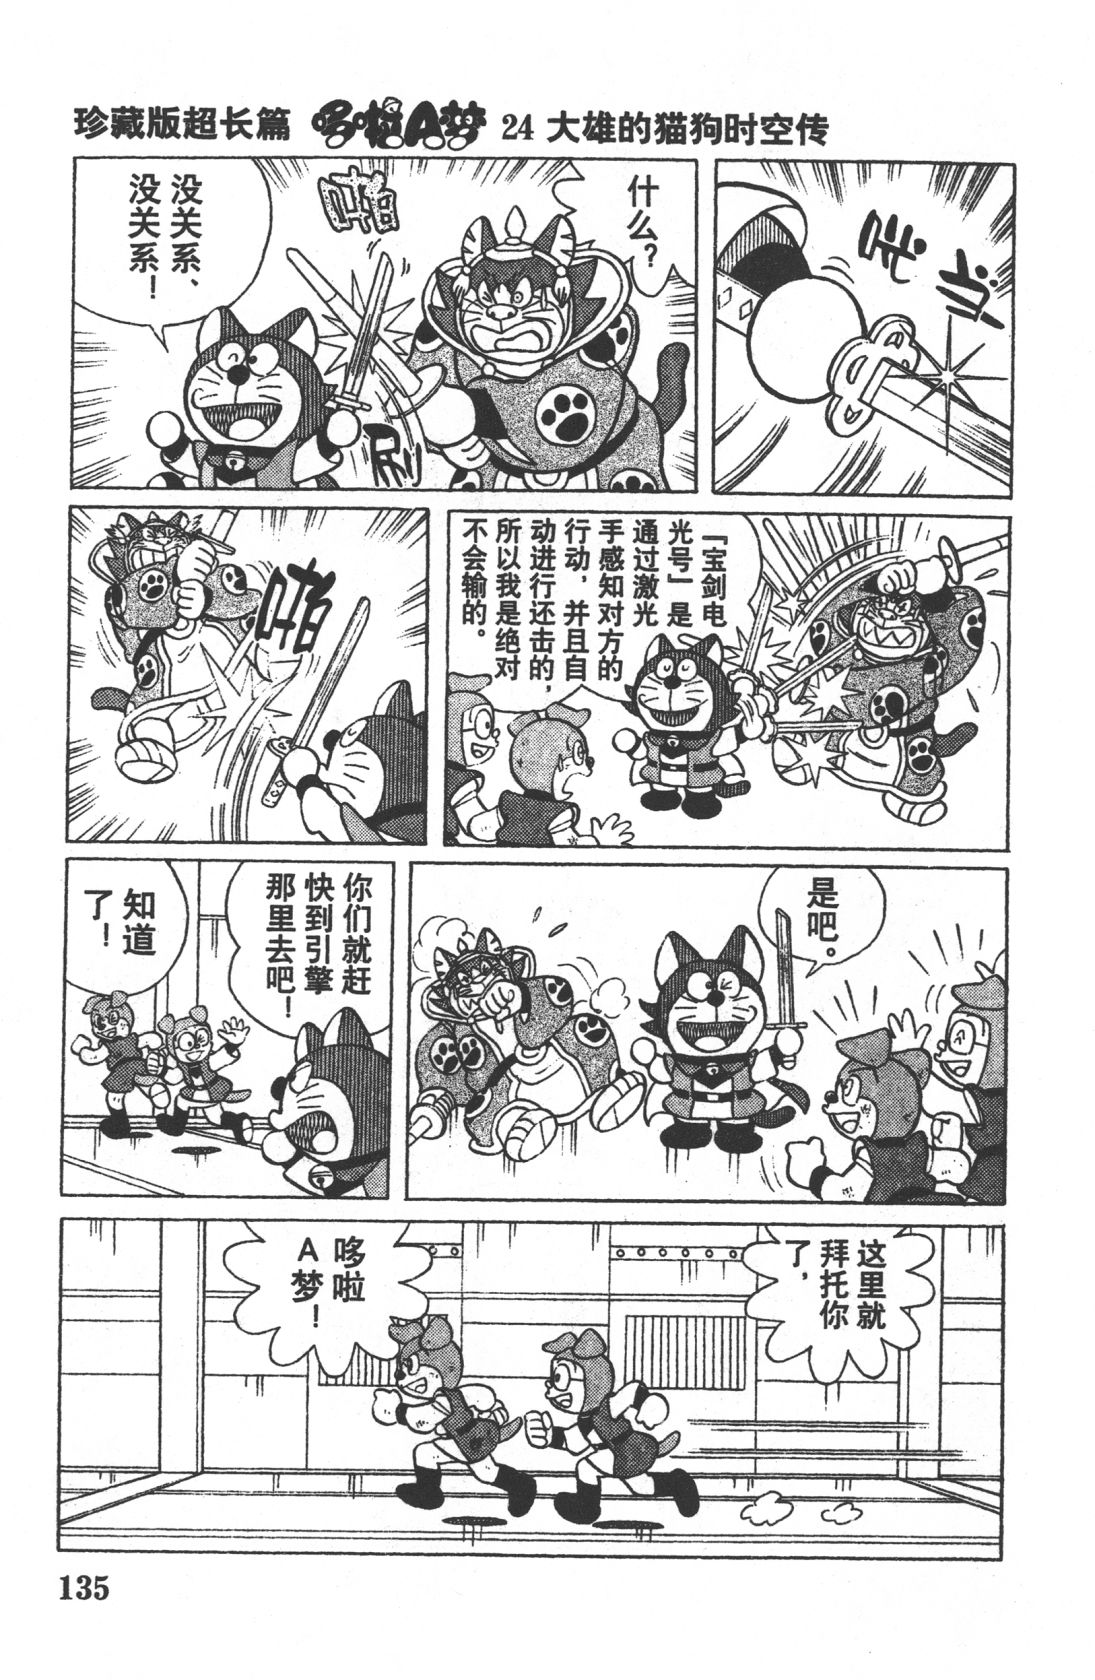 珍藏版超长篇 哆啦A梦 24 大雄的猫狗时空传
什么?
没关系、
没关系!
『宝剑电
光号』是
通过激光
手感知对方的
行动,并且自
动进行还击的,
所以我是绝对
不会输的。
是吧。
你们就赶
快到引擎
那里去吧!
知道
了!
这里就
拜托你
了,
哆啦
A梦!
135